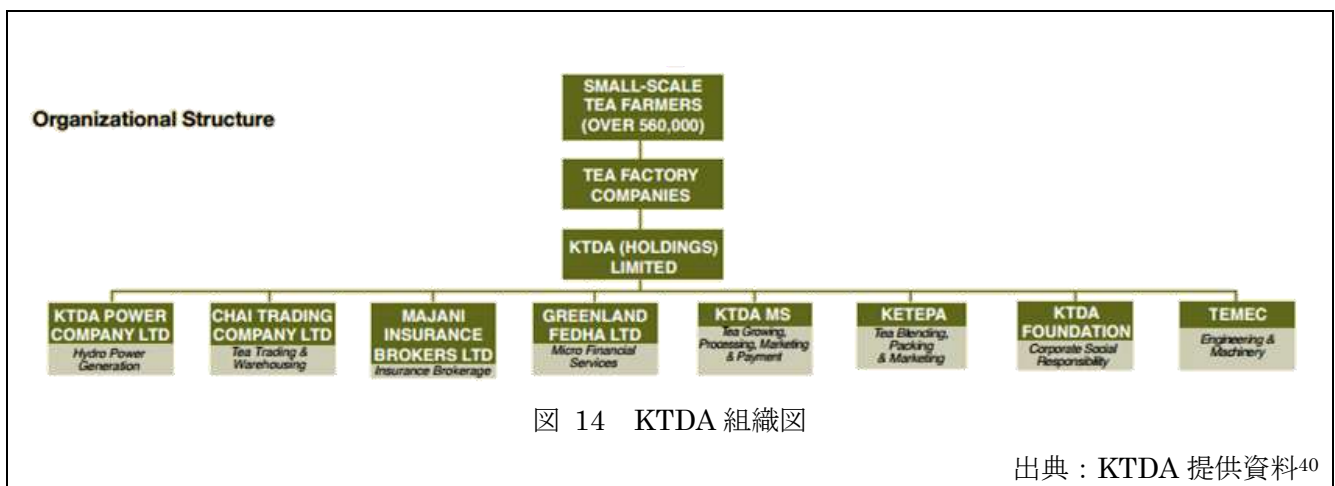 Organizational Structure
SMALL-SCALE
TEA FARMERS
(OVER 560,000)
TEA FACTORY
COMPANIES
KTDA (HOLDINGS)
LIMITED
KTDA POWER
COMPANY LTD
Hydro Power
Generation
CHAI TRADING
COMPANY LTD
Tea Trading &
Warehousing
MAJANI
INSURANCE
BROKERS LTD
Insurance Brokerage
GREENLAND
FEDHA LTD
Micro Financial
Services
KTDA MS
Tea Growing,
Processing, Marketing
& Payment
KETEPA
Tea Blending,
Packing
& Marketing
KTDA
FOUNDATION
Corporate Social
Responsibility
TEMEC
Engineering &
Machinery
図 14 KTDA 組織図
出典：KTDA 提供資料40